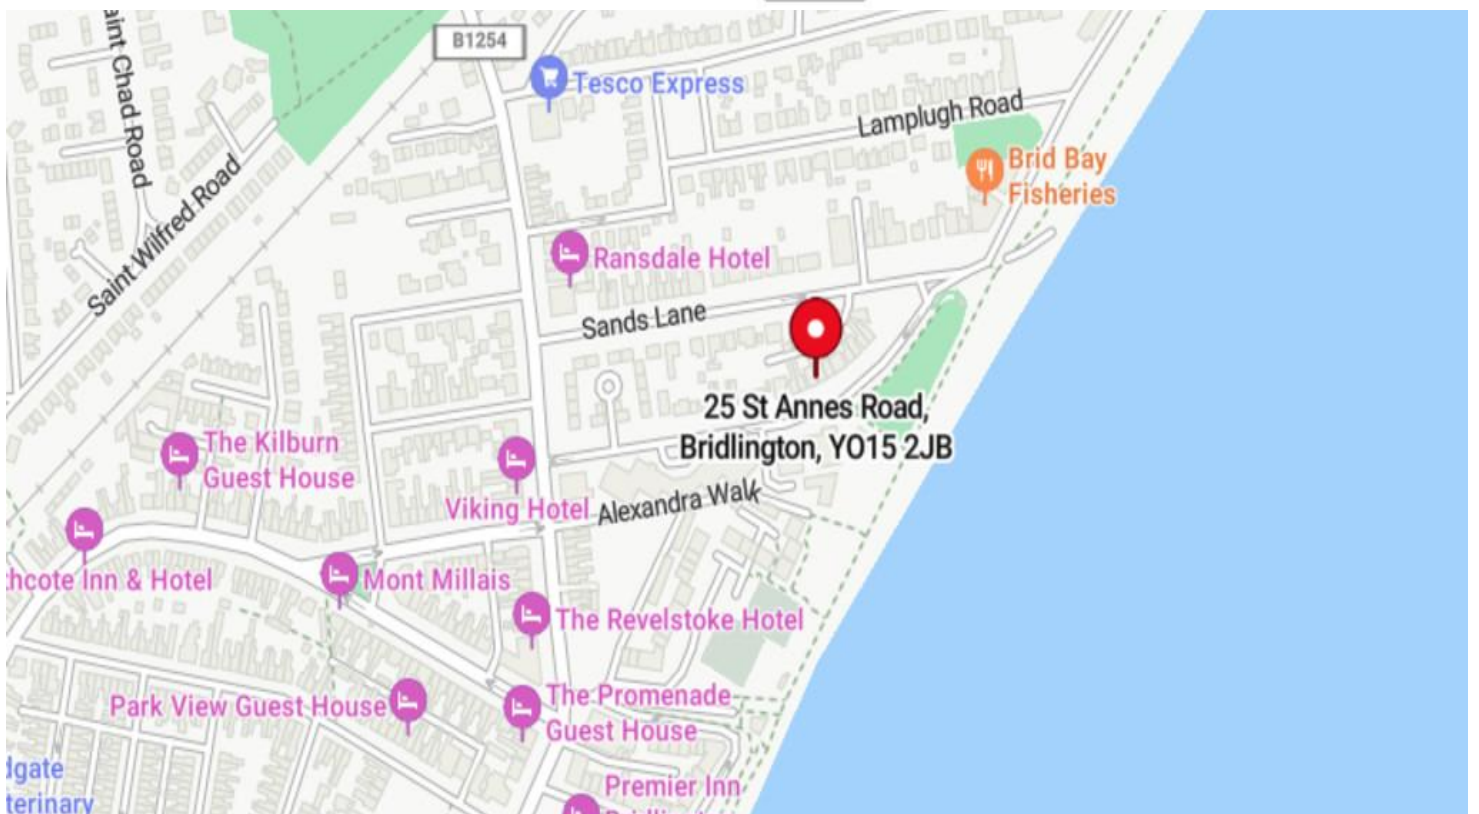 B1254
Saint Chad Road
Tesco Express
Lamplugh Road
Brid Bay
Fisheries
Saint Wilfred Road
Ransdale Hotel
Sands Lane
25 St Annes Road,
Bridlington, YO15 2JB
The Kilburn
Guest House
Viking Hotel
Alexandra Walk
Inn & Hotel
Mont Millais
The Revelstoke Hotel
Park View Guest House
The Promenade
Guest House
Premier Inn